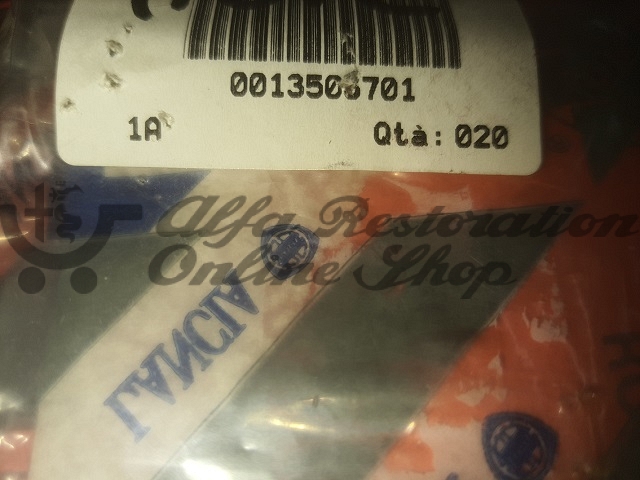 0013506701
1A
Qtà: 020
Alfa Restoration
Online Shop
LANCIA